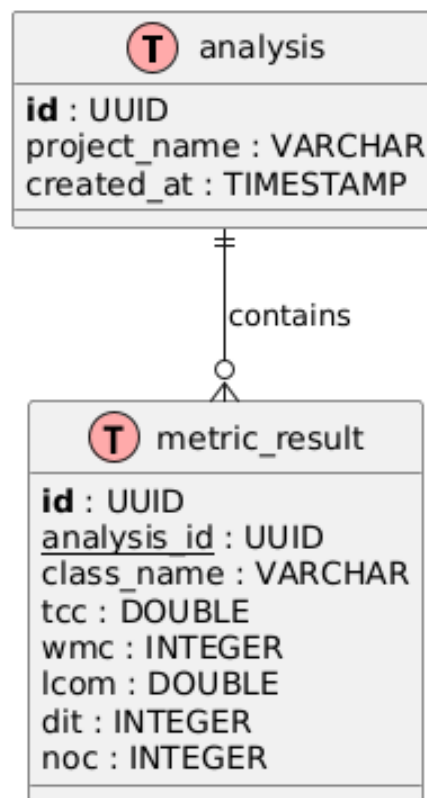 T analysis
id : UUID
project_name : VARCHAR
created_at : TIMESTAMP
contains
T metric_result
id : UUID
analysis_id : UUID
class_name : VARCHAR
tcc : DOUBLE
wmc : INTEGER
lcom : DOUBLE
dit : INTEGER
noc : INTEGER